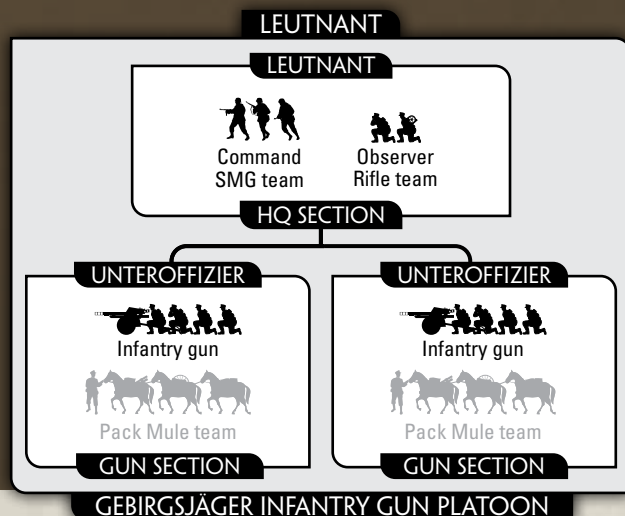 LEUTNANT
LEUTNANT
Command
SMG team
Observer
Rifle team
HQ SECTION
UNTEROFFIZIER
Infantry gun
Pack Mule team
GUN SECTION
UNTEROFFIZIER
Infantry gun
Pack Mule team
GUN SECTION
GEBIRGSJÄGER INFANTRY GUN PLATOON